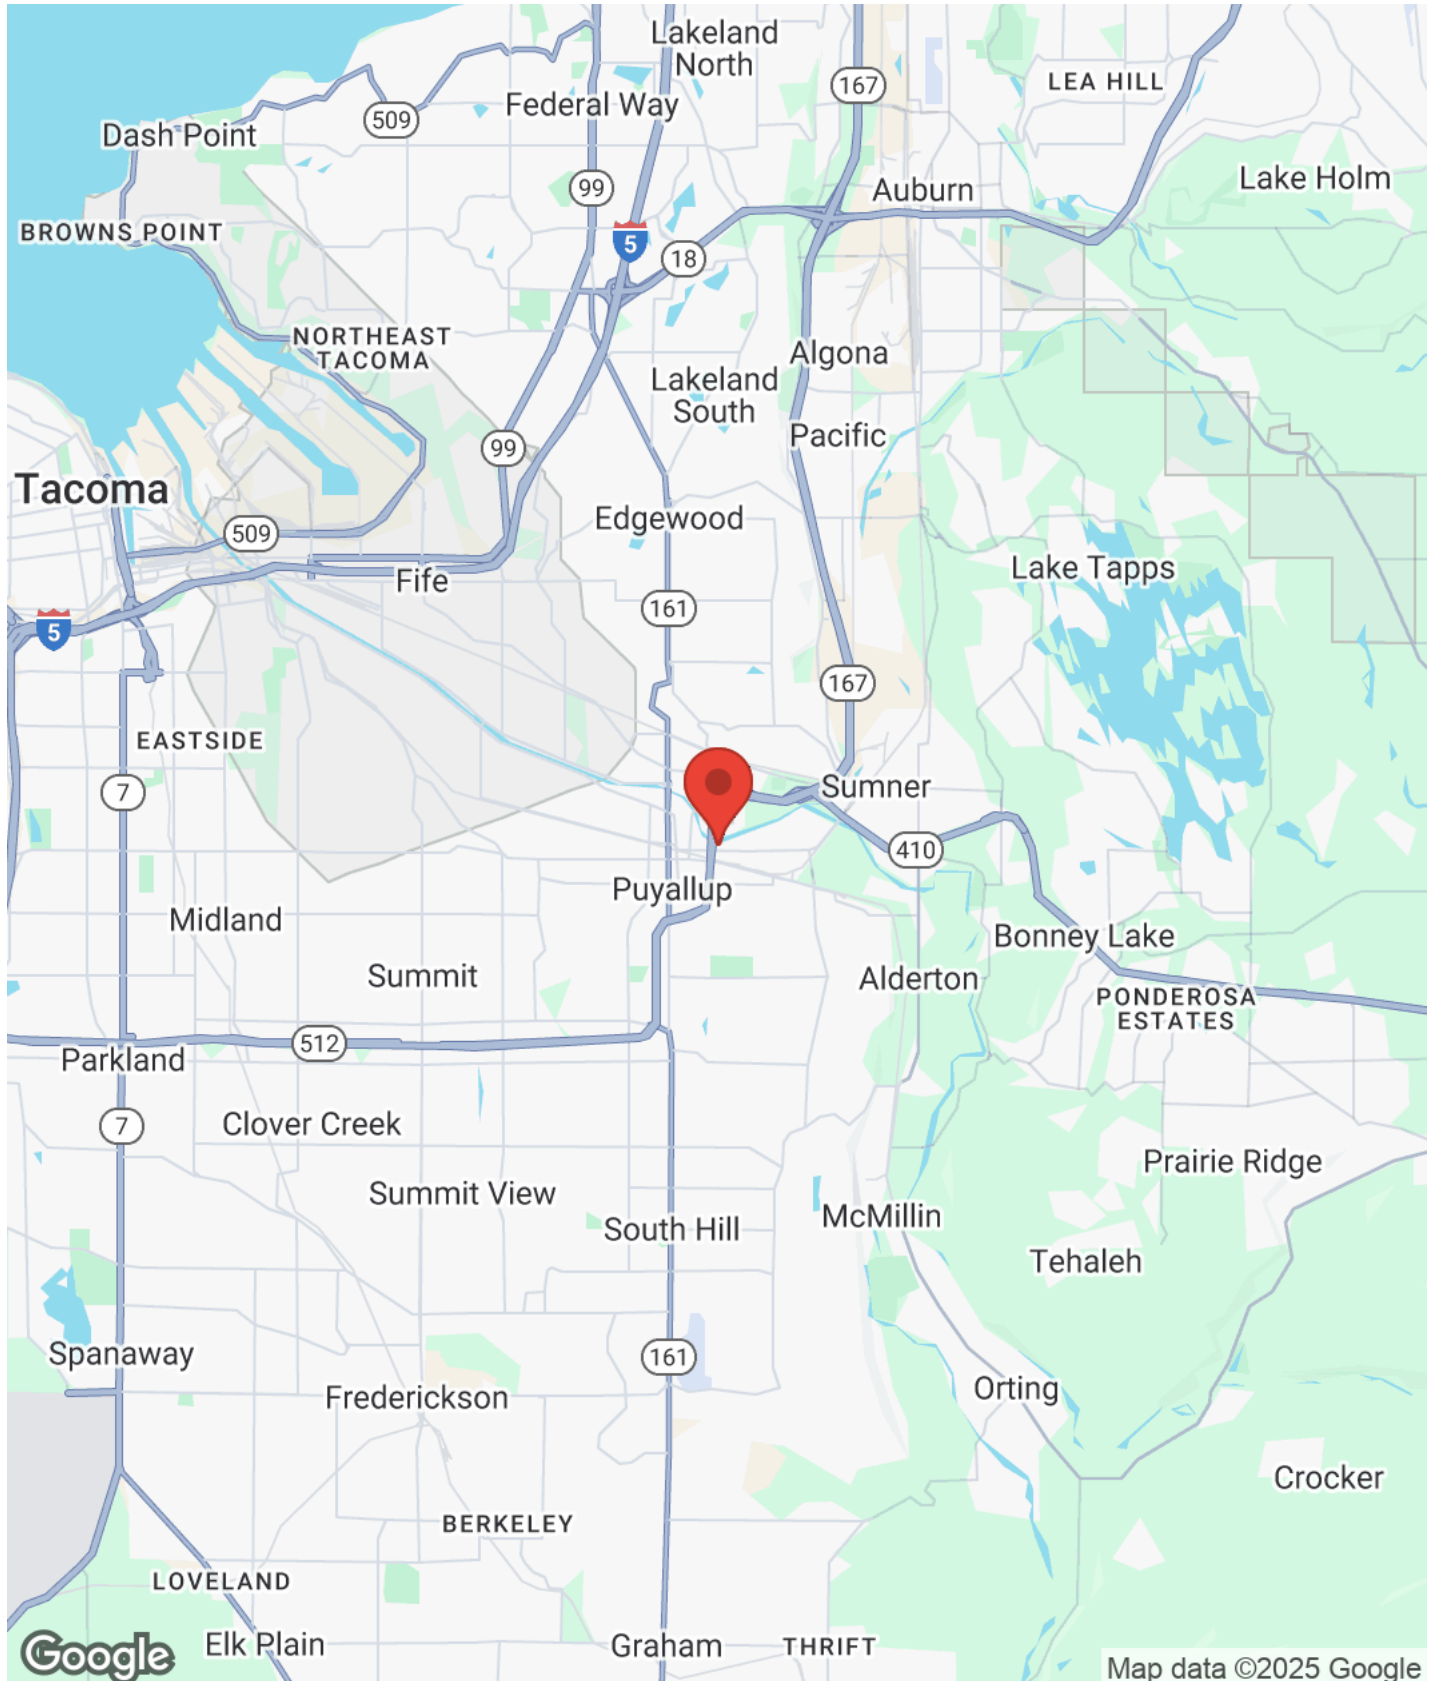 Lakeland
North
167
LEA HILL
Federal Way
509
Dash Point
Lake Holm
99
Auburn
BROWNS POINT
5
18
NORTHEAST
TACOMA
Algona
Lakeland
South
Pacific
99
Tacoma
Edgewood
509
Lake Tapps
Fife
161
5
167
EASTSIDE
Sumner
7
410
Puyallup
Midland
Bonney Lake
Summit
Alderton
PONDEROSA
ESTATES
512
Parkland
7
Clover Creek
Prairie Ridge
Summit View
McMillin
South Hill
Tehaleh
Spanaway
161
Orting
Frederickson
Crocker
BERKELEY
LOVELAND
Elk Plain
Graham
THRIFT
Google
Map data ©2025 Google